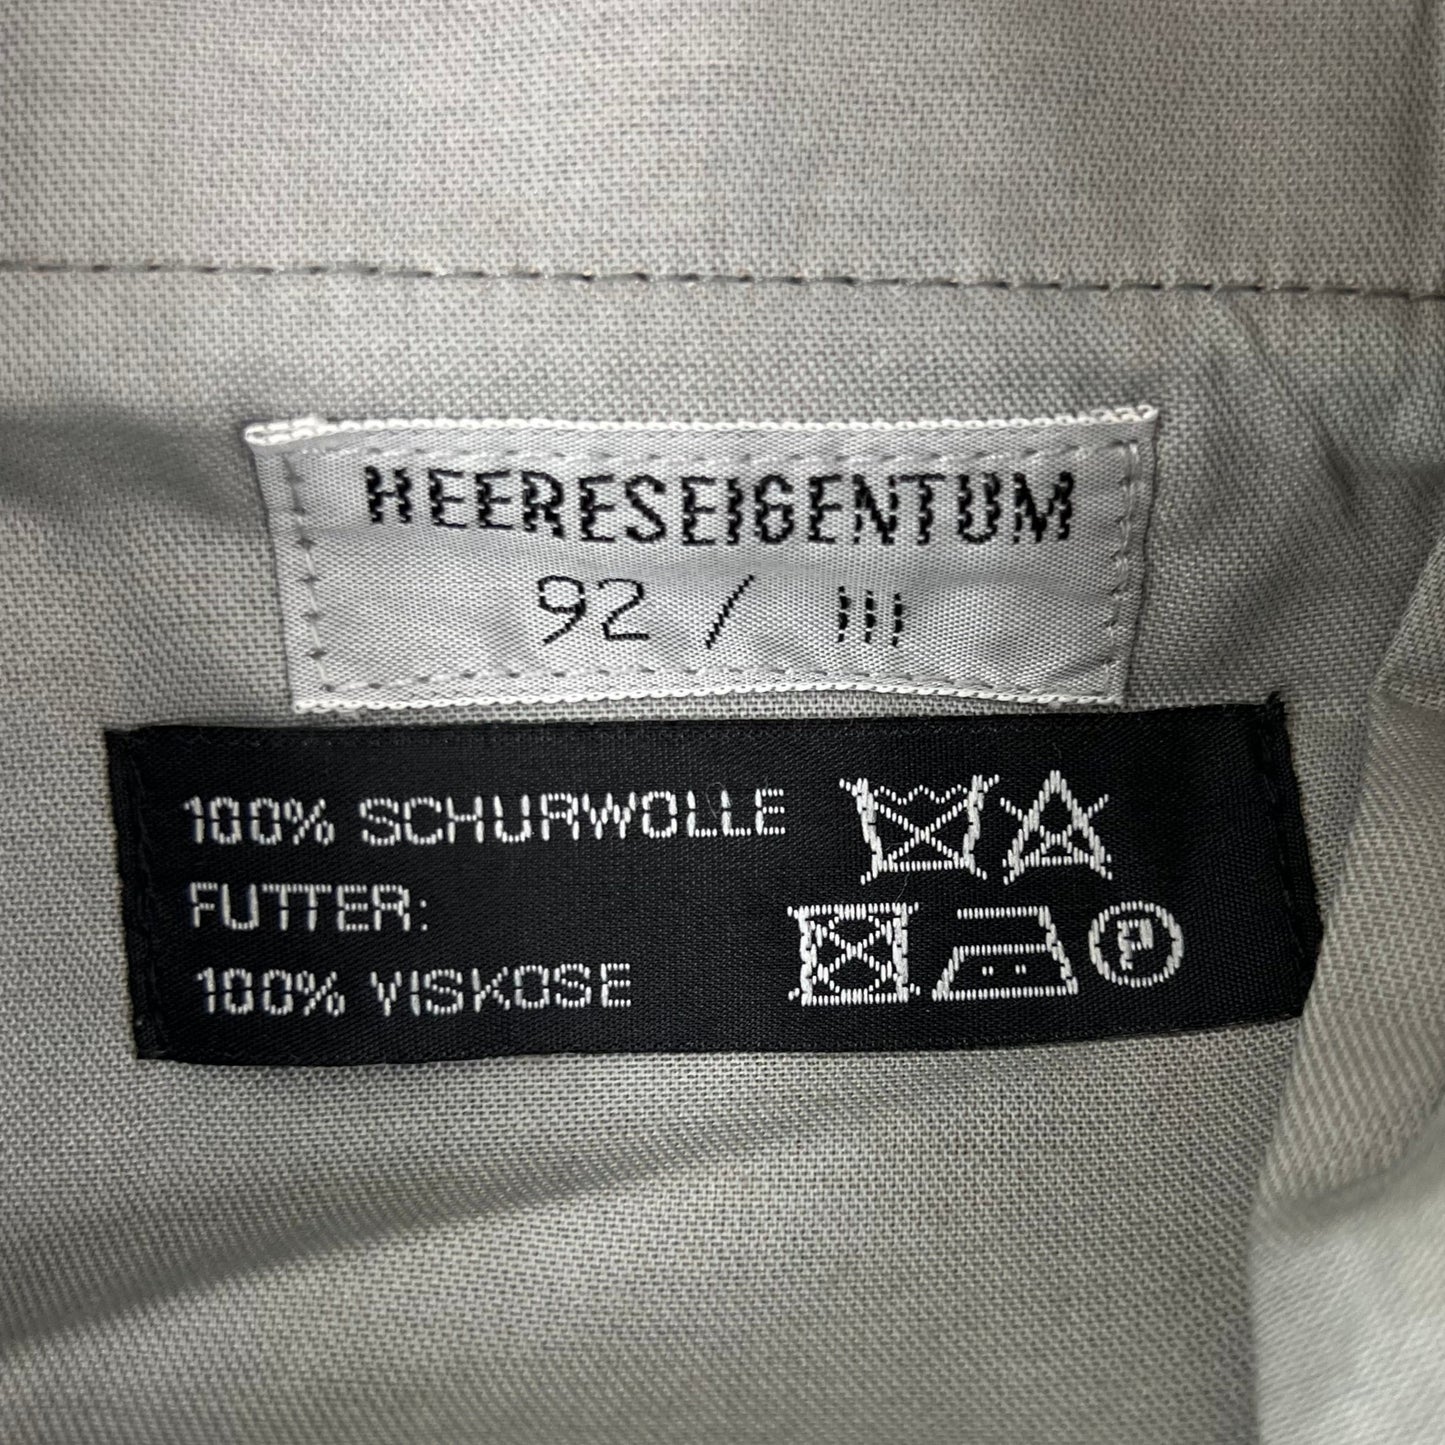 HEERESEIGENTUM
92 / III
100% SCHURWOLLE
FUTTER:
100% VISKOSE
P